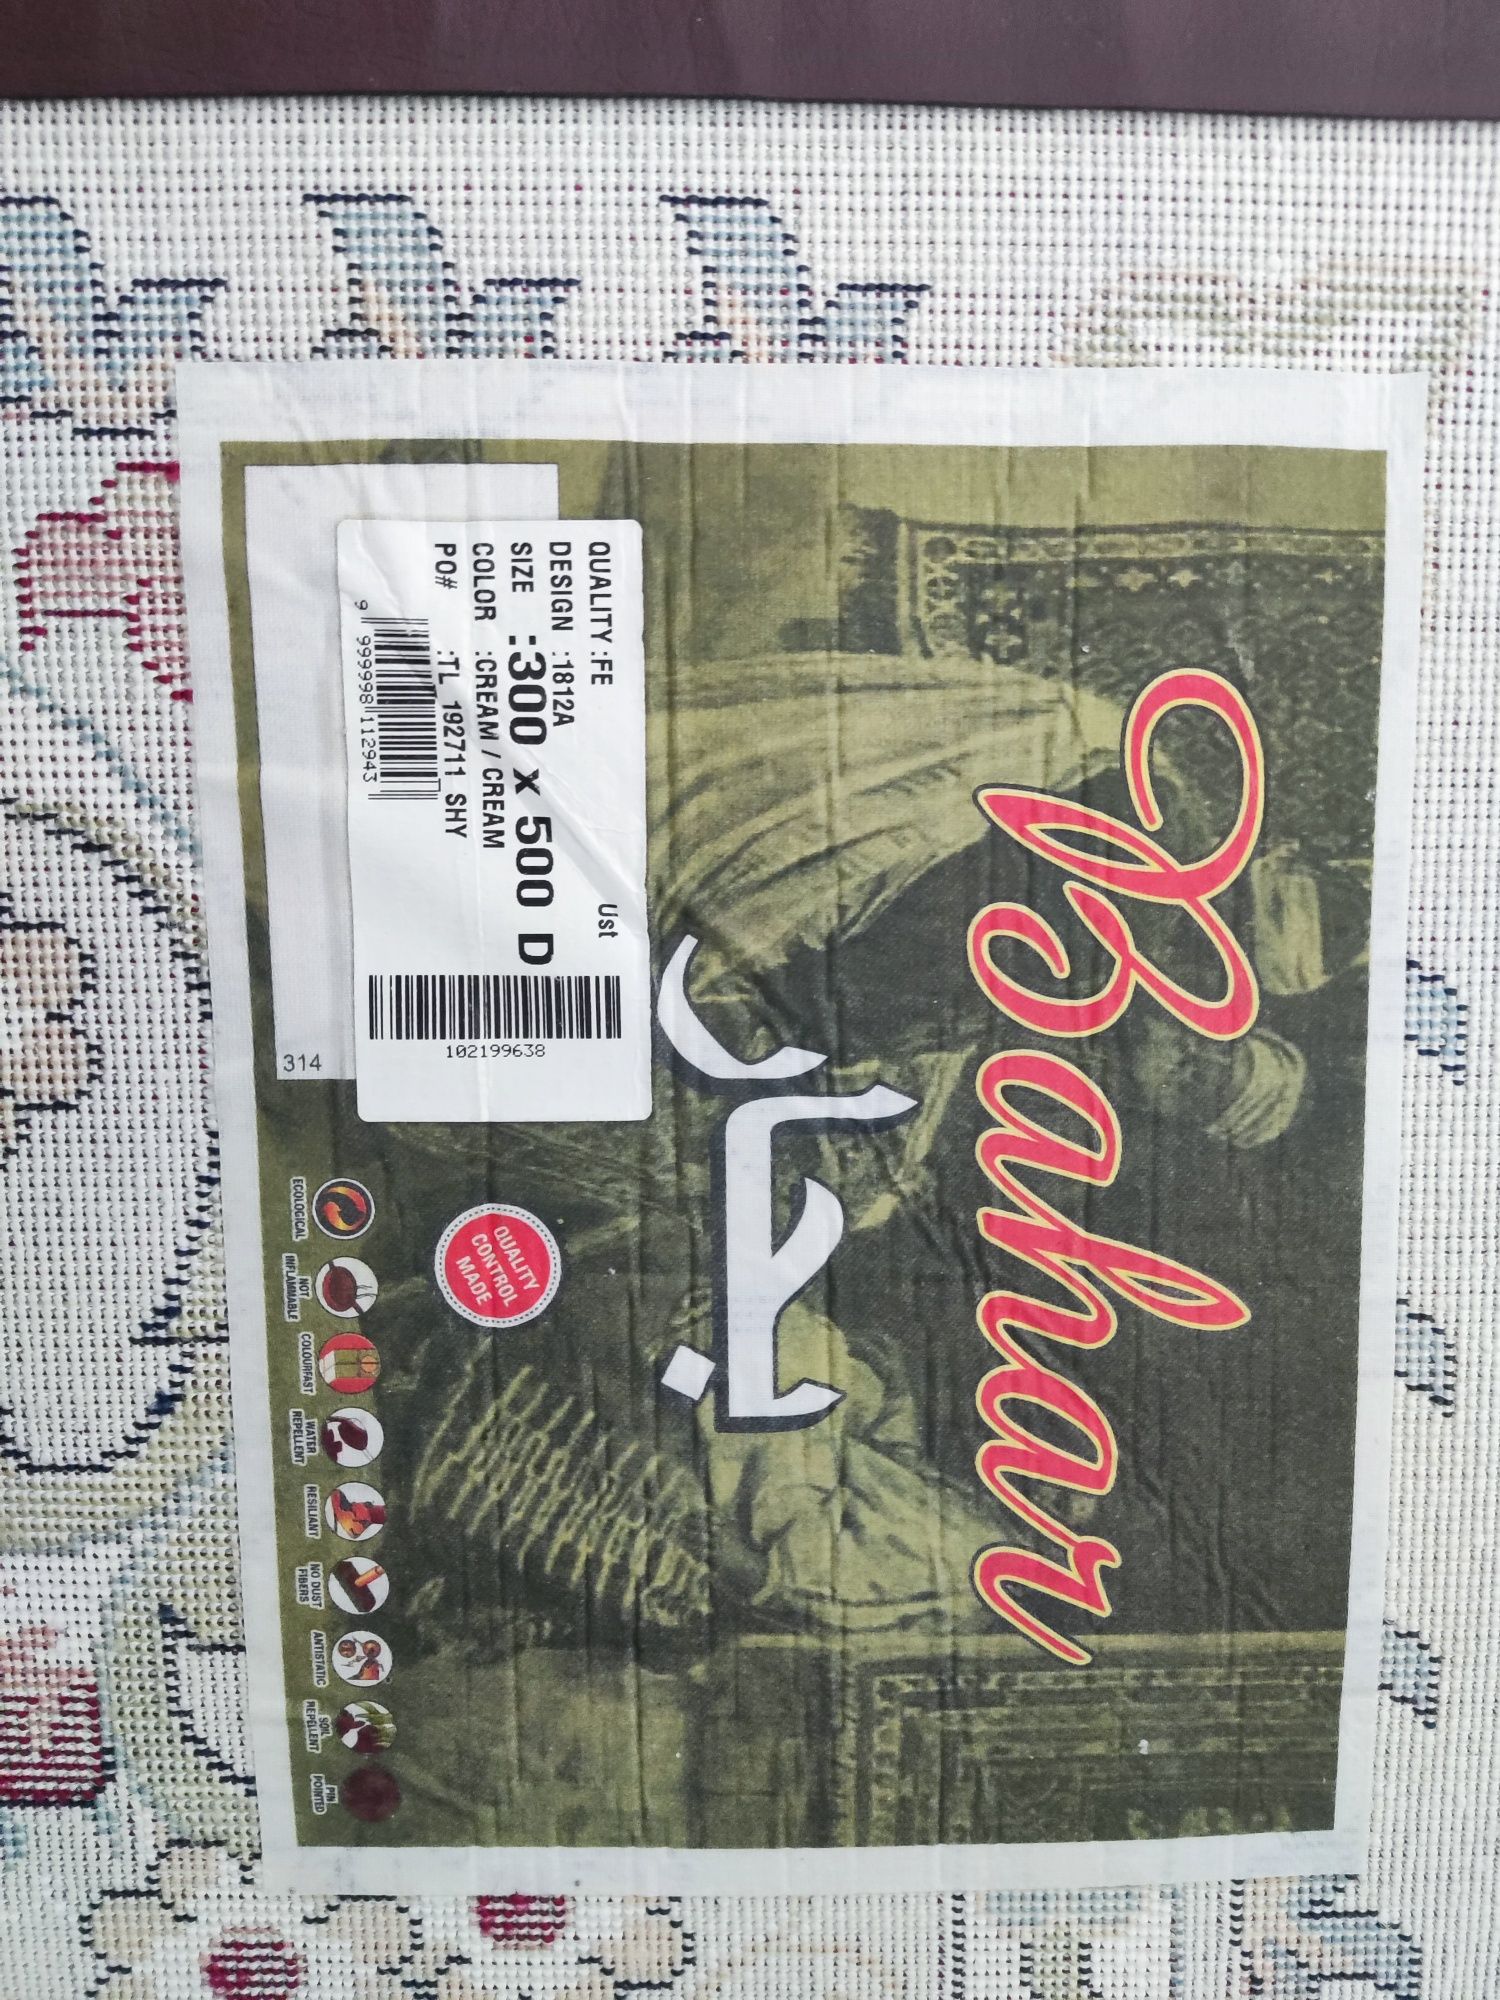 Bahar
بهار
QUALITY :FE
Ust
DESIGN :1812A
SIZE :300 x 500 D
COLOR :CREAM / CREAM
PO# :TL 192711 SHY
9 999998 112943
102199638
314
QUALITY
CONTROL
MADE
ECOLOGICAL
NOT
INFLAMMABLE
COLOURFAST
WATER
REPELLENT
RESILIANT
NO DUST
FIBERS
ANTISTATIC
SOIL
REPELLENT
PIN
POINTED